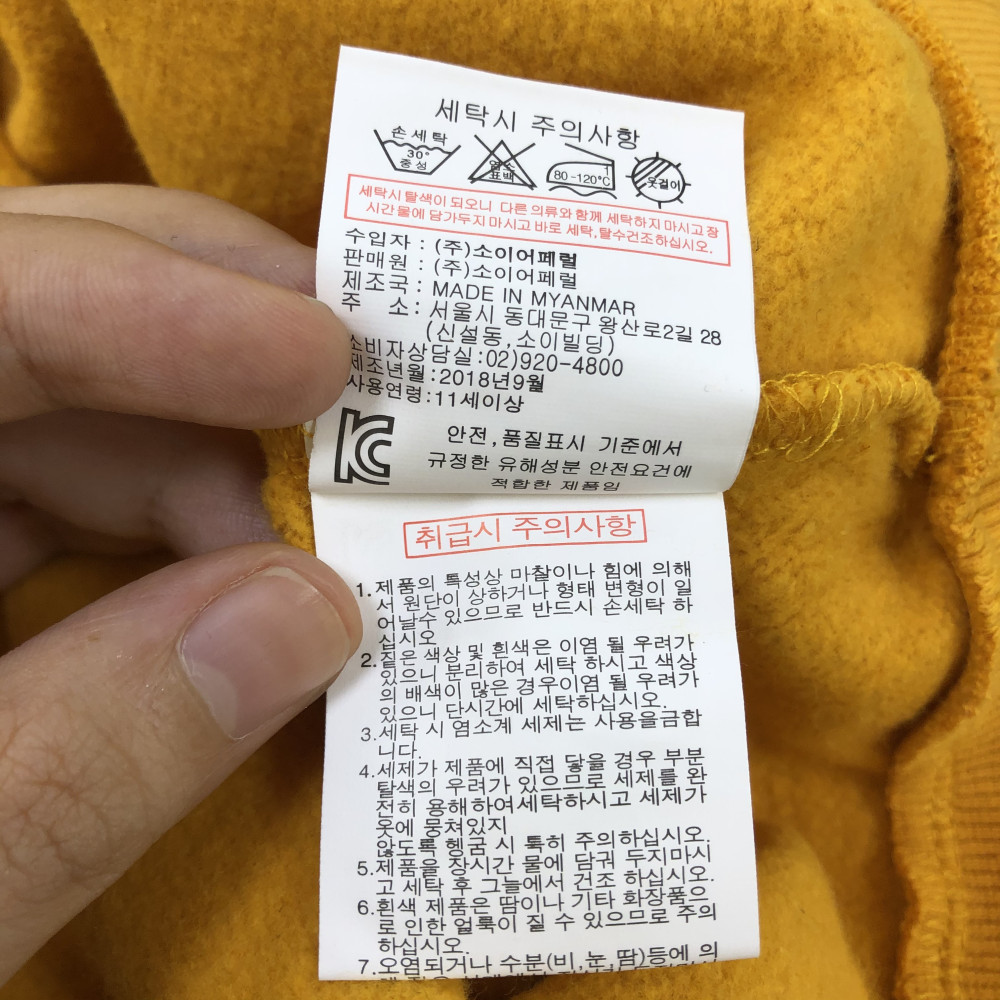 세탁시 주의사항
손세탁
30°
중성
염소
표백
1
80-120℃
옷걸이
세탁시 탈색이 되오니 다른 의류와 함께 세탁하지 마시고 장
시간 물에 담가두지 마시고 바로 세탁,탈수건조하십시오.
수입자 : (주)소이어페럴
판매원 : (주)소이어페럴
제조국 : MADE IN MYANMAR
주 소 : 서울시 동대문구 왕산로2길 28
(신설동,소이빌딩)
소비자상담실:02)920-4800
제조년월:2018년9월
사용연령:11세이상
안전,품질표시 기준에서
규정한 유해성분 안전요건에
적합한 제품임
취급시 주의사항
1.제품의 특성상 마찰이나 힘에 의해
서 원단이 상하거나 형태 변형이 일
어날수 있으므로 반드시 손세탁 하
십시오
2.짙은 색상 및 흰색은 이염 될 우려가
있으니 분리하여 세탁 하시고 색상
의 배색이 많은 경우이염 될 우려가
있으니 단시간에 세탁하십시오.
3.세탁 시 염소계 세제는 사용을금합
니다.
4.세제가 제품에 직접 닿을 경우 부분
탈색의 우려가 있으므로 세제를 완
전히 용해하여세탁하시고 세제가
옷에 뭉쳐있지
않도록 헹굼 시 특히 주의하십시오.
5.제품을 장시간 물에 담궈 두지마시
고 세탁 후 그늘에서 건조 하십시오.
6.흰색 제품은 땀이나 기타 화장품으
로 인한 얼룩이 질 수 있으므로 주의
하십시오.
7.오염되거나 수분(비,눈,땀)등에 의